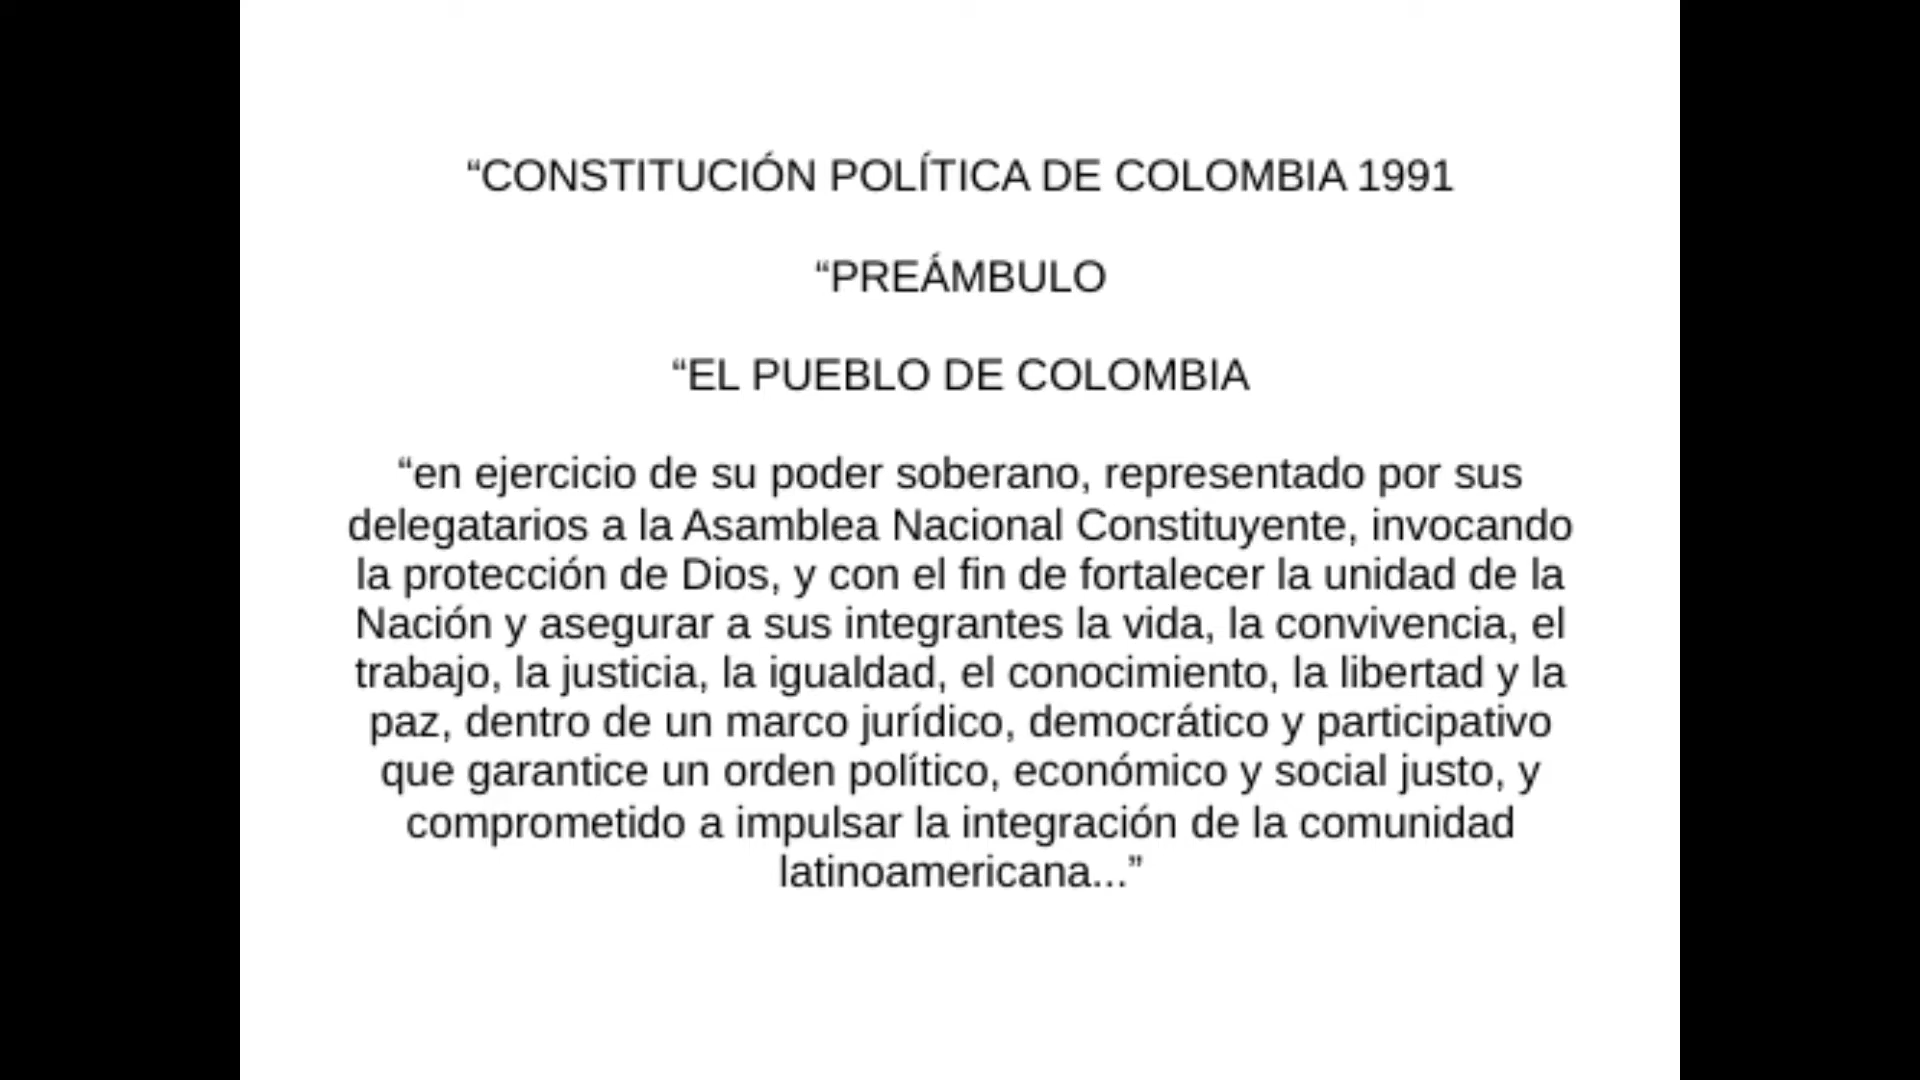 “CONSTITUCIÓN POLÍTICA DE COLOMBIA 1991
“PREÁMBULO
“EL PUEBLO DE COLOMBIA
“en ejercicio de su poder soberano, representado por sus
delegatarios a la Asamblea Nacional Constituyente, invocando
la protección de Dios, y con el fin de fortalecer la unidad de la
Nación y asegurar a sus integrantes la vida, la convivencia, el
trabajo, la justicia, la igualdad, el conocimiento, la libertad y la
paz, dentro de un marco jurídico, democrático y participativo
que garantice un orden político, económico y social justo, y
comprometido a impulsar la integración de la comunidad
latinoamericana...”